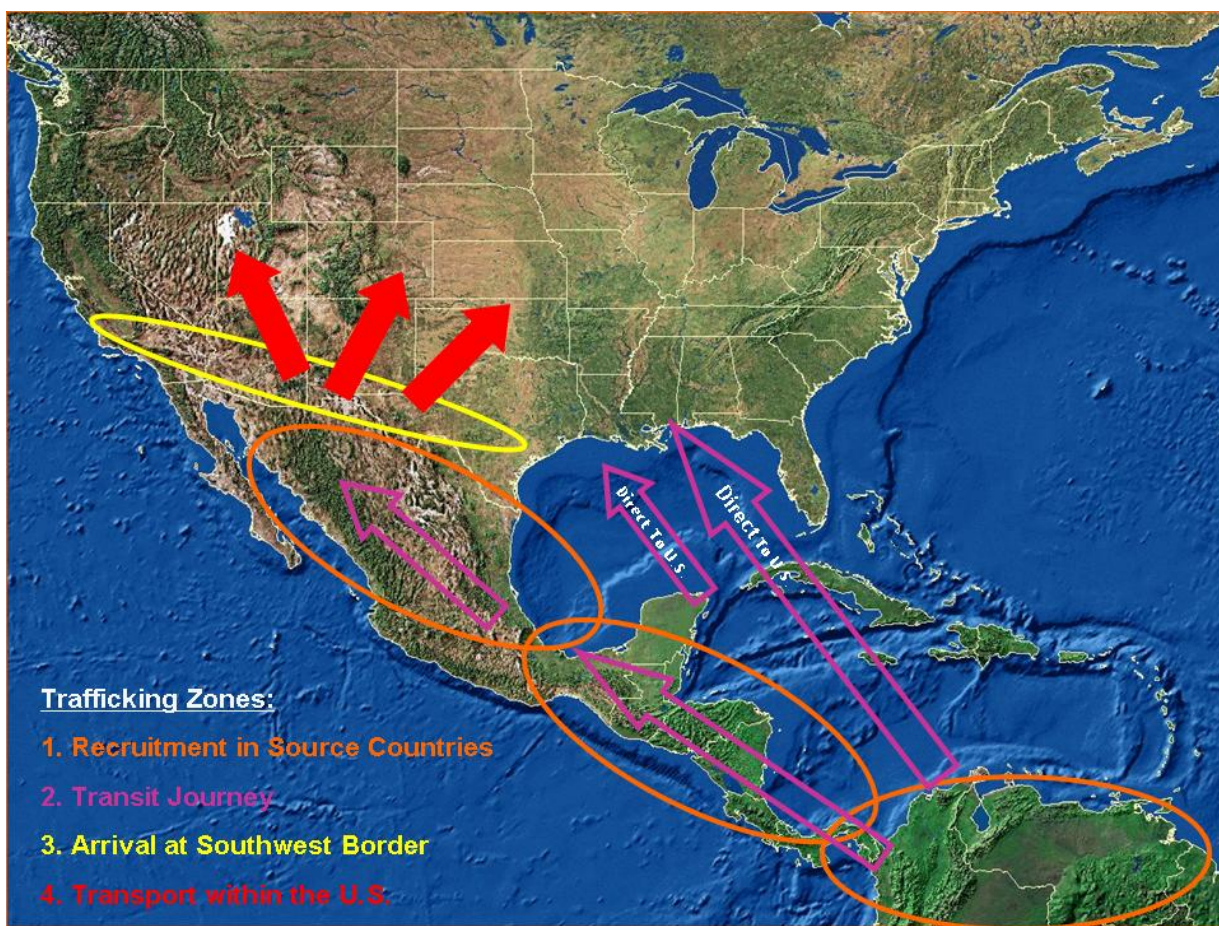 Direct To U.S.
Direct To U.S
Trafficking Zones:
1. Recruitment in Source Countries
2. Transit Journey
3. Arrival at Southwest Border
4. Transport within the U.S.